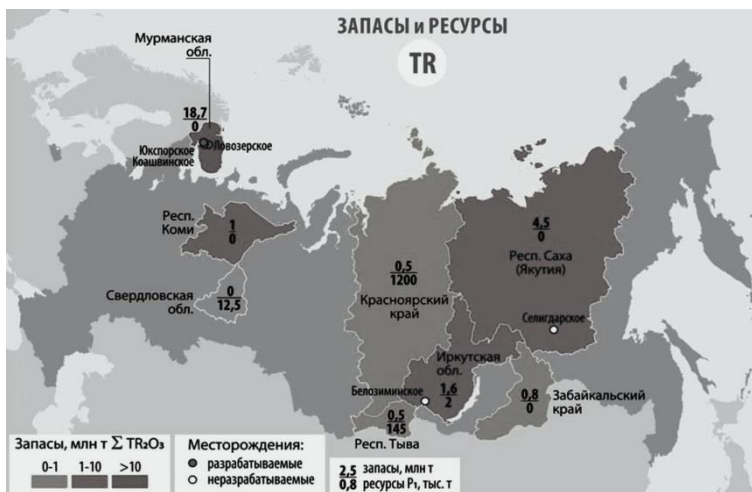 ЗАПАСЫ и РЕСУРСЫ
TR
Мурманская
обл.
18,7
0
Юкспорское
Коашвинское
Ловозерское
Респ.
Коми
1
0
Свердловская
обл.
0
12,5
0,5
1200
Красноярский
край
4,5
0
Респ. Саха
(Якутия)
Селигдарское
Иркутская
обл.
1,6
2
Белозиминское
0,5
145
Респ. Тыва
0,8
0
Забайкальский
край
Запасы, млн т Σ TR₂O₃
0-1 1-10 >10
Месторождения:
разрабатываемые
неразрабатываемые
2,5 запасы, млн т
0,8 ресурсы P₁, тыс. т